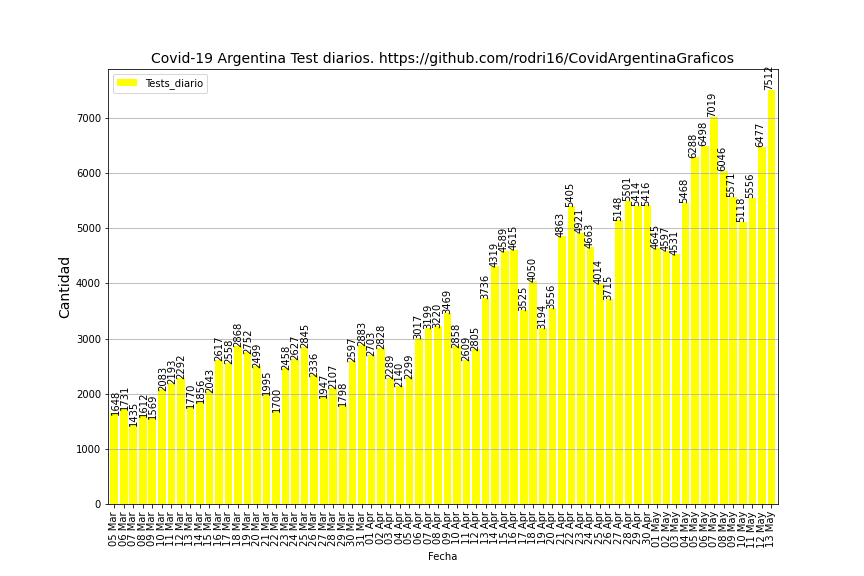 Covid-19 Argentina Test diarios. https://github.com/rodri16/CovidArgentinaGraficos
Tests_diario
Cantidad
7000
6000
5000
4000
3000
2000
1000
0
1648
1731
1435
1612
1569
2083
2193
2292
1770
1856
2043
2617
2558
2868
2752
2499
1995
1700
2458
2627
2845
2336
1947
2107
1798
2597
2883
2703
2828
2289
2140
2299
3017
3199
3220
3469
2858
2609
2805
3736
4319
4589
4615
3525
4050
3194
3556
4863
5405
4921
4663
4014
3715
5148
5501
5414
5416
4645
4597
4531
5468
6288
6498
7019
6046
5571
5118
5556
6477
7512
05 Mar
06 Mar
07 Mar
08 Mar
09 Mar
10 Mar
11 Mar
12 Mar
13 Mar
14 Mar
15 Mar
16 Mar
17 Mar
18 Mar
19 Mar
20 Mar
21 Mar
22 Mar
23 Mar
24 Mar
25 Mar
26 Mar
27 Mar
28 Mar
29 Mar
30 Mar
31 Mar
01 Apr
02 Apr
03 Apr
04 Apr
05 Apr
06 Apr
07 Apr
08 Apr
09 Apr
10 Apr
11 Apr
12 Apr
13 Apr
14 Apr
15 Apr
16 Apr
17 Apr
18 Apr
19 Apr
20 Apr
21 Apr
22 Apr
23 Apr
24 Apr
25 Apr
26 Apr
27 Apr
28 Apr
29 Apr
30 Apr
01 May
02 May
03 May
04 May
05 May
06 May
07 May
08 May
09 May
10 May
11 May
12 May
13 May
Fecha